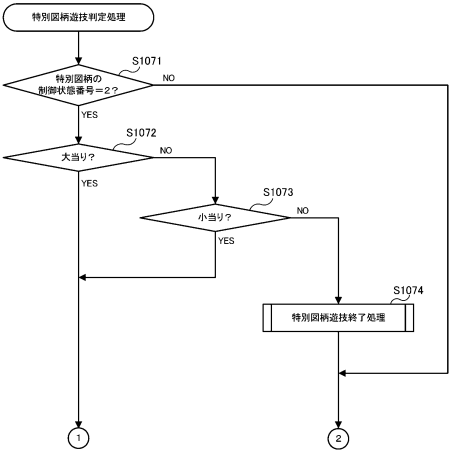 特別図柄遊技判定処理
S1071
特別図柄の
制御状態番号＝2？
NO
YES
S1072
大当り？
NO
YES
S1073
小当り？
NO
YES
S1074
特別図柄遊技終了処理
1
2